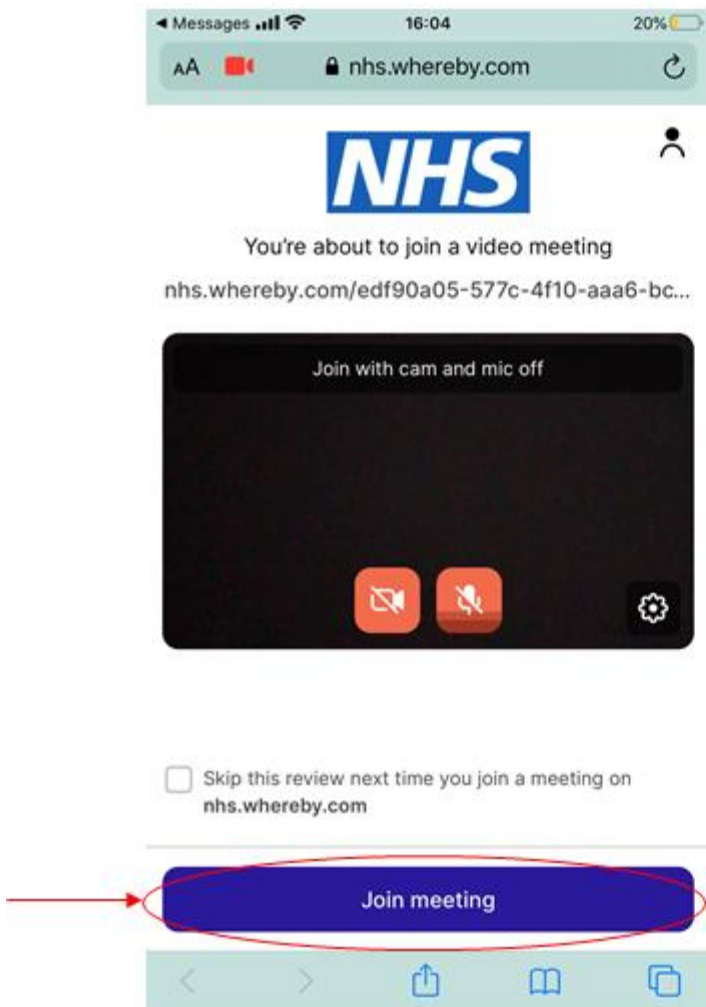 Messages 16:04 20%
AA nhs.whereby.com
NHS
You're about to join a video meeting
nhs.whereby.com/edf90a05-577c-4f10-aaa6-bc...
Join with cam and mic off
Skip this review next time you join a meeting on
nhs.whereby.com
Join meeting